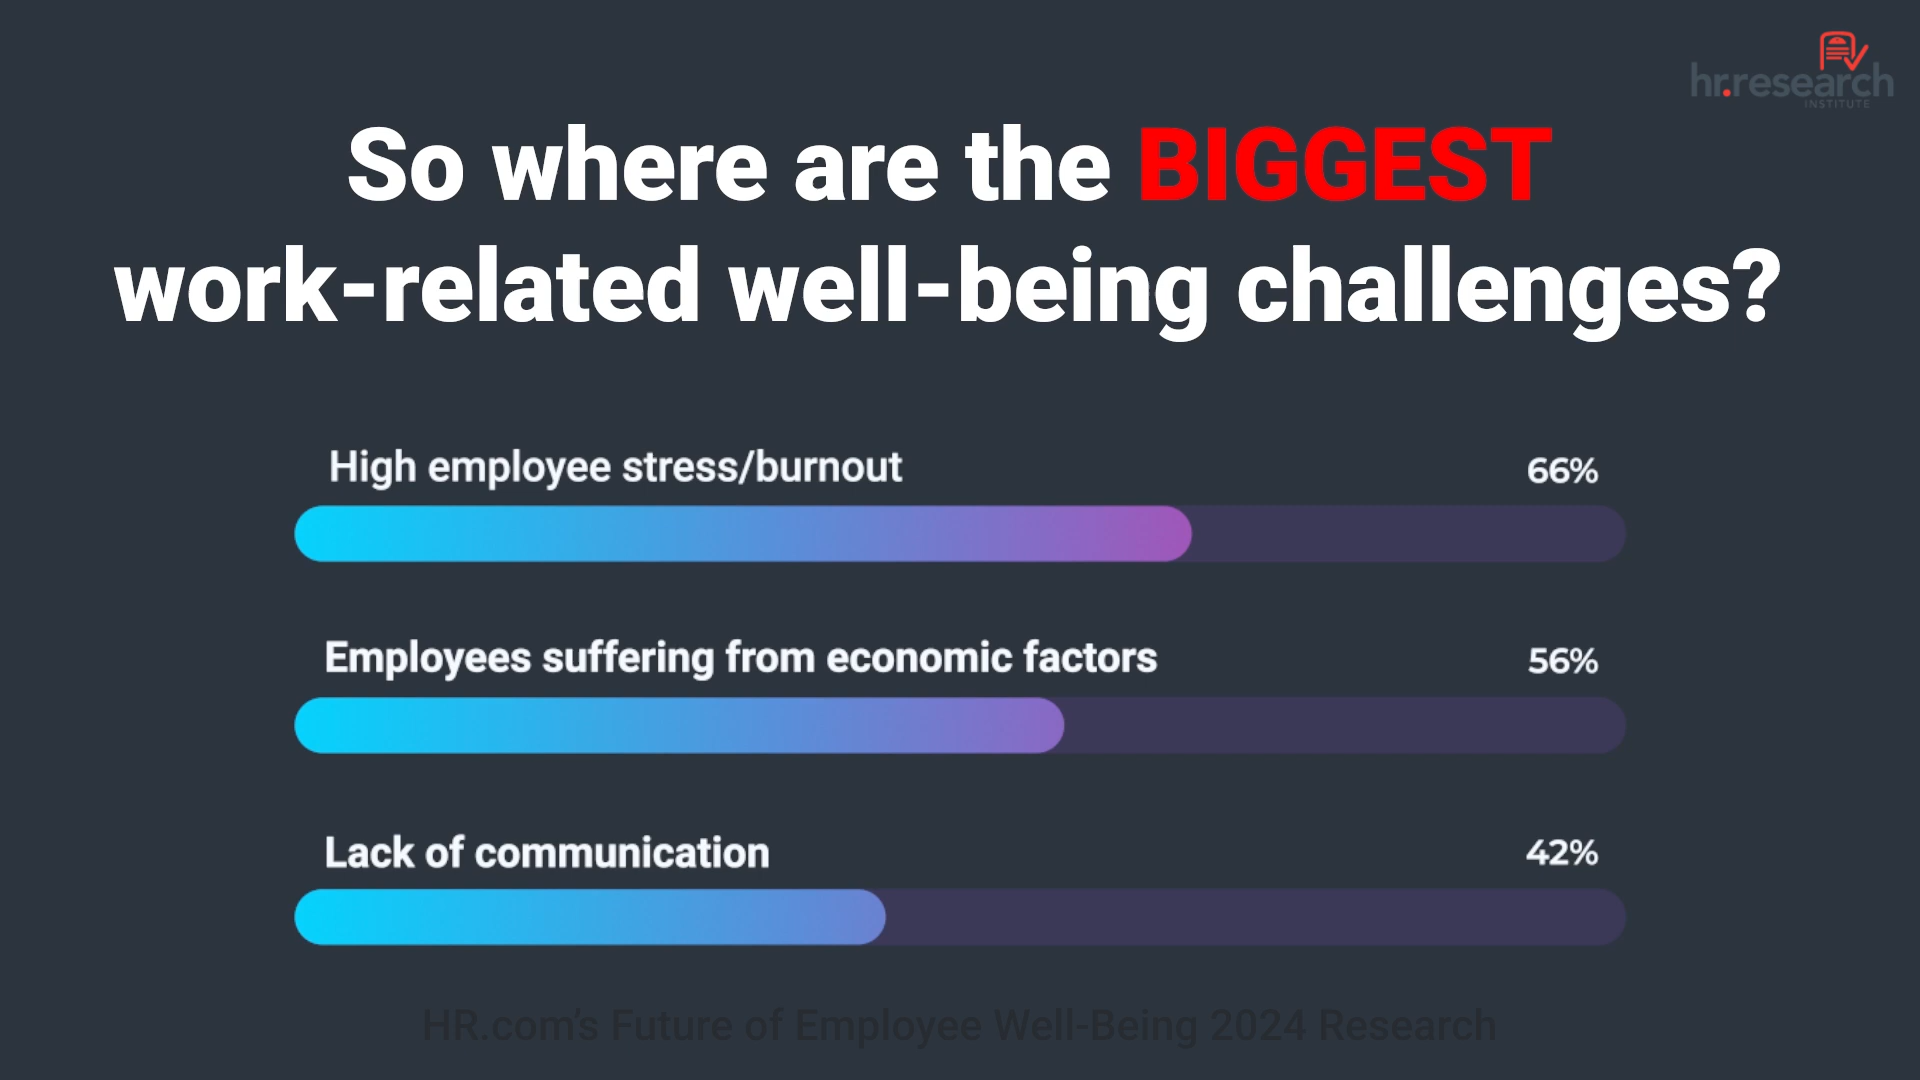 hr.research
INSTITUTE
So where are the BIGGEST
work-related well-being challenges?
High employee stress/burnout 66%
Employees suffering from economic factors 56%
Lack of communication 42%
HR.com's Future of Employee Well-Being 2024 Research